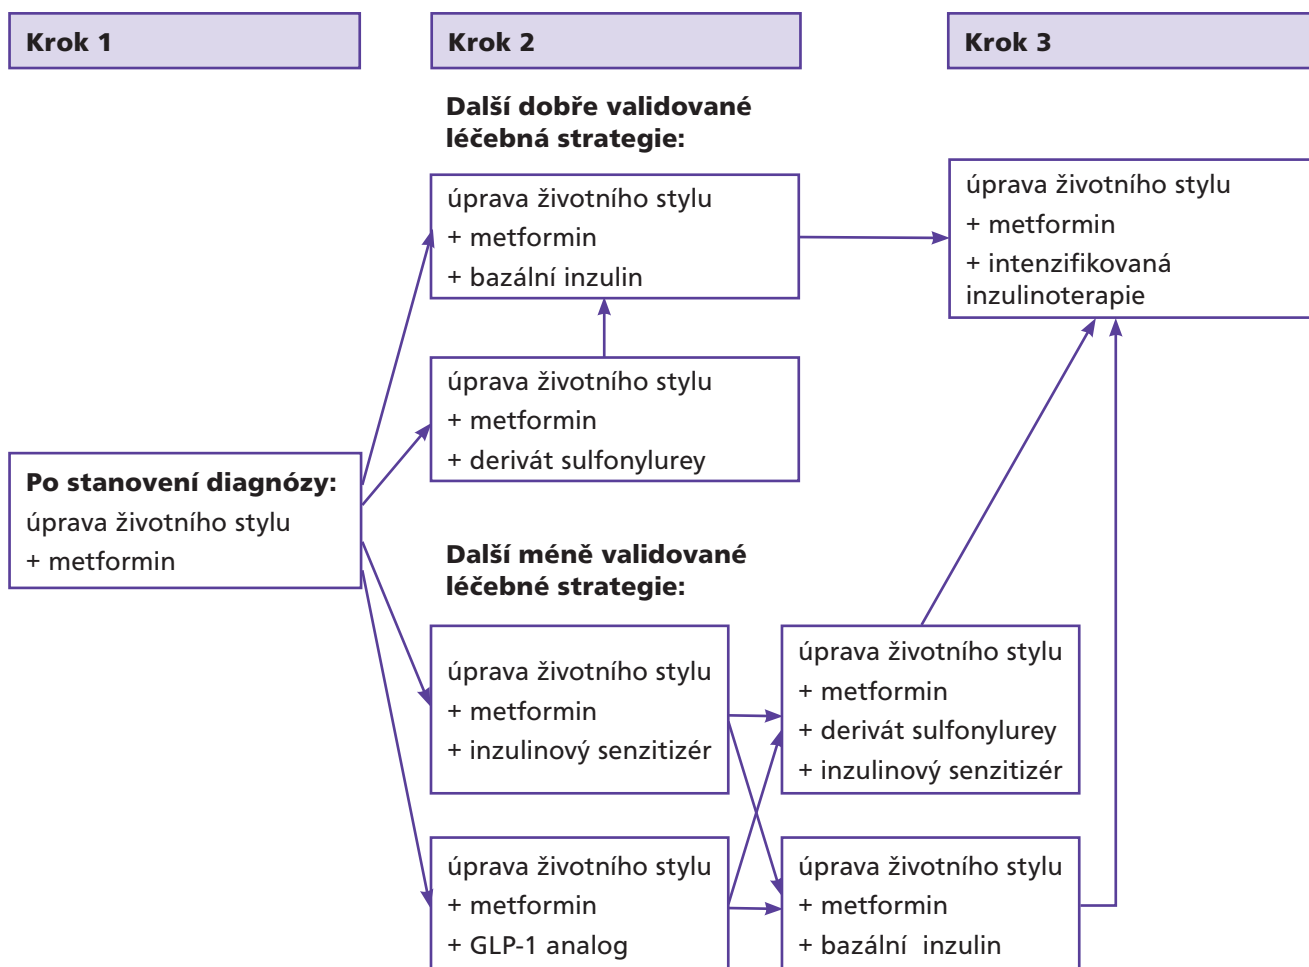 Krok 1
Krok 2
Krok 3
Další dobře validované
léčebná strategie:
úprava životního stylu
+ metformin
+ bazální inzulin
úprava životního stylu
+ metformin
+ intenzifikovaná
inzulinoterapie
úprava životního stylu
+ metformin
+ derivát sulfonylurey
Po stanovení diagnózy:
úprava životního stylu
+ metformin
Další méně validované
léčebné strategie:
úprava životního stylu
+ metformin
+ inzulinový senzitizér
úprava životního stylu
+ metformin
+ derivát sulfonylurey
+ inzulinový senzitizér
úprava životního stylu
+ metformin
+ GLP-1 analog
úprava životního stylu
+ metformin
+ bazální inzulin